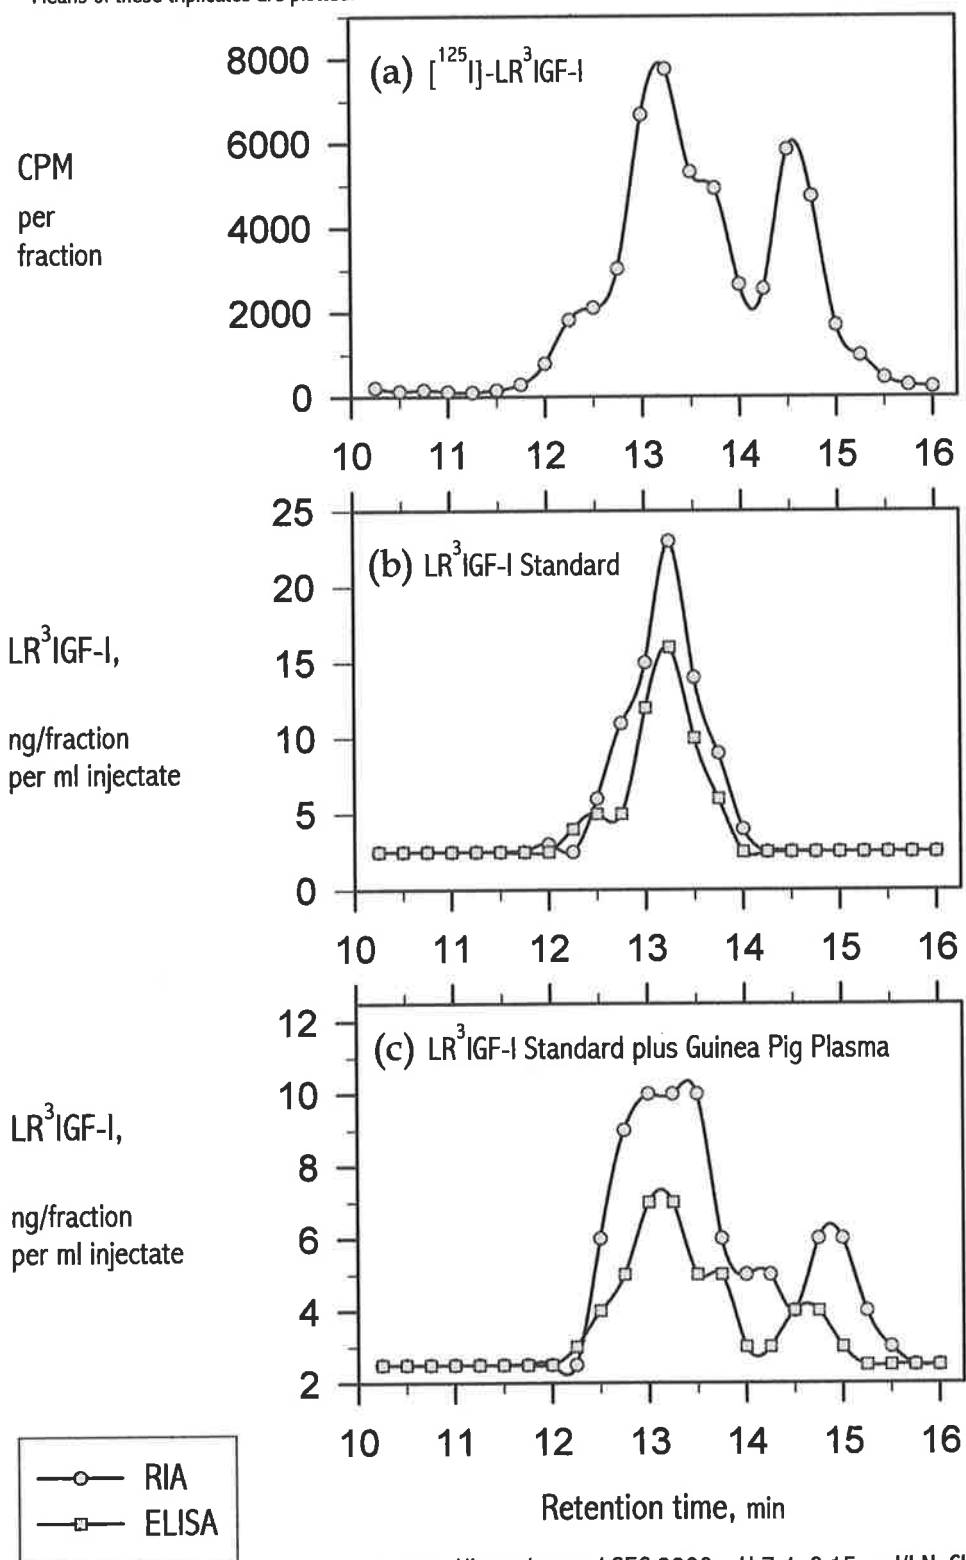 8000
6000
4000
2000
0
CPM
per
fraction
(a) [¹²⁵I]-LR³IGF-I
10 11 12 13 14 15 16
25
20
15
10
5
0
LR³IGF-I,
ng/fraction
per ml injectate
(b) LR³IGF-I Standard
10 11 12 13 14 15 16
12
10
8
6
4
2
LR³IGF-I,
ng/fraction
per ml injectate
(c) LR³IGF-I Standard plus Guinea Pig Plasma
10 11 12 13 14 15 16
Retention time, min
RIA
ELISA